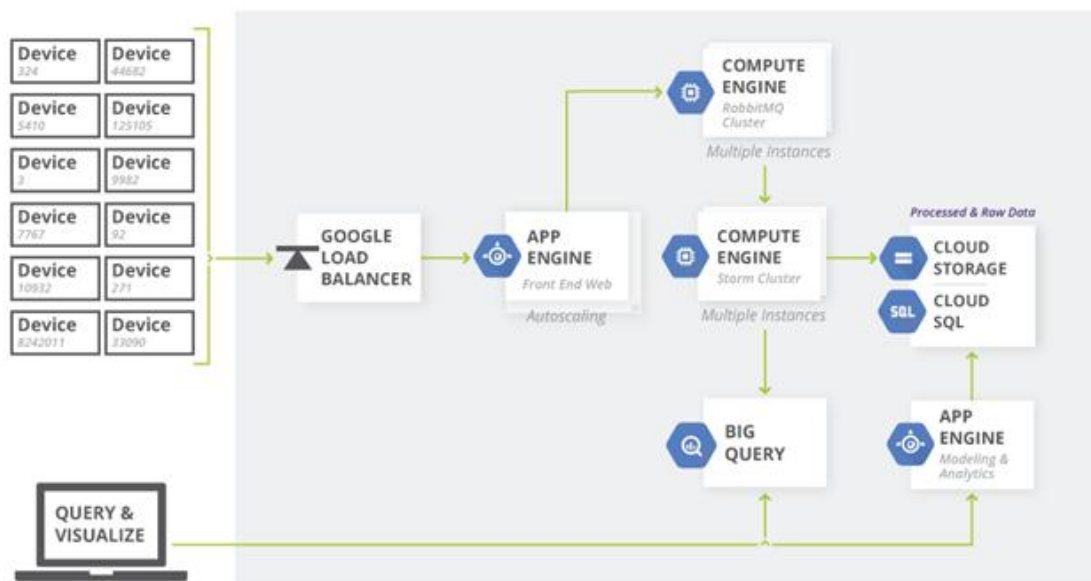 Device
324
Device
44682
Device
5410
Device
125105
Device
3
Device
9982
Device
7767
Device
92
Device
10932
Device
271
Device
8242011
Device
33090
GOOGLE
LOAD
BALANCER
APP
ENGINE
Front End Web
Autoscaling
COMPUTE
ENGINE
RabbitMQ
Cluster
Multiple Instances
COMPUTE
ENGINE
Storm Cluster
Multiple Instances
Processed & Raw Data
CLOUD
STORAGE
SQL
CLOUD
SQL
BIG
QUERY
APP
ENGINE
Modeling &
Analytics
QUERY &
VISUALIZE